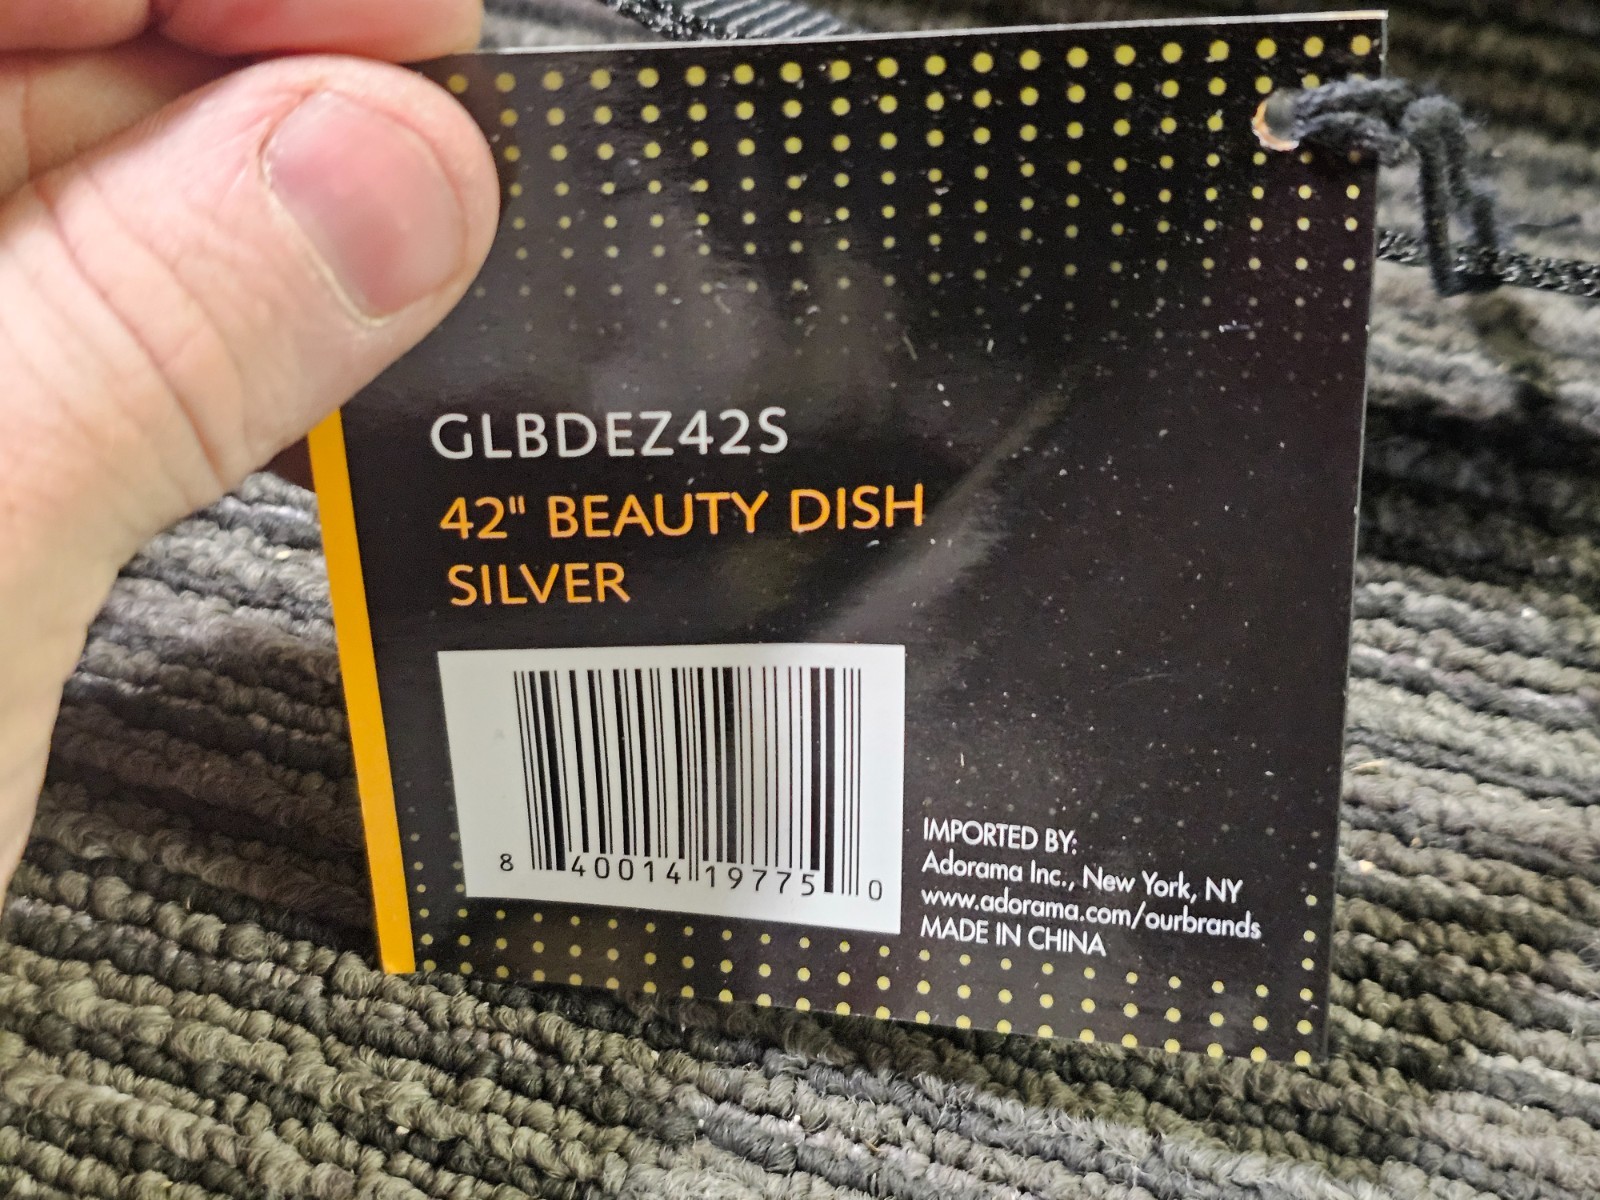 GLBDEZ42S
42" BEAUTY DISH
SILVER
8 40014 19775 0
IMPORTED BY:
Adorama Inc., New York, NY
www.adorama.com/ourbrands
MADE IN CHINA